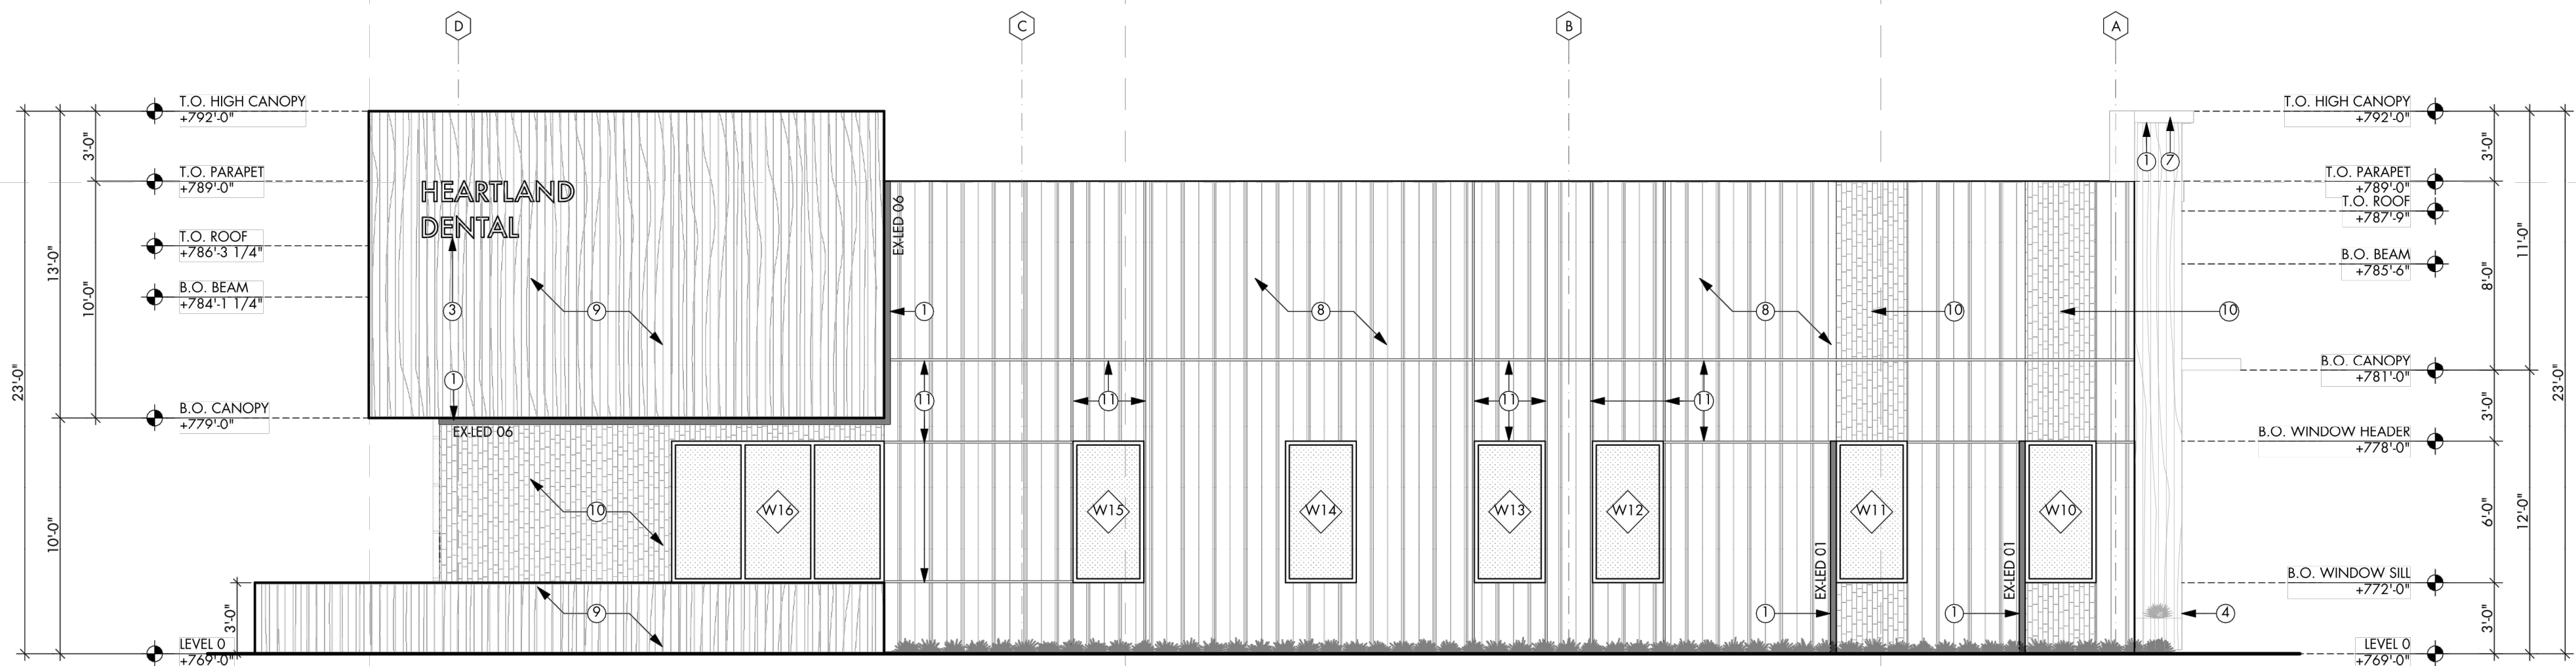 D
C
B
A
T.O. HIGH CANOPY
+792'-0"
T.O. PARAPET
+789'-0"
T.O. ROOF
+786'-3 1/4"
B.O. BEAM
+784'-1 1/4"
B.O. CANOPY
+779'-0"
LEVEL 0
+769'-0"
23'-0"
13'-0"
10'-0"
3'-0"
10'-0"
3'-0"
HEARTLAND
DENTAL
3
9
1
EX-LED 06
EX-LED 06
1
8
8
10
10
1
7
11
11
11
11
10
W16
W15
W14
W13
W12
W11
W10
EX-LED 01
EX-LED 01
9
1
1
4
T.O. HIGH CANOPY
+792'-0"
T.O. PARAPET
+789'-0"
T.O. ROOF
+787'-9"
B.O. BEAM
+785'-6"
B.O. CANOPY
+781'-0"
B.O. WINDOW HEADER
+778'-0"
B.O. WINDOW SILL
+772'-0"
LEVEL 0
+769'-0"
3'-0"
8'-0"
3'-0"
6'-0"
3'-0"
11'-0"
12'-0"
23'-0"